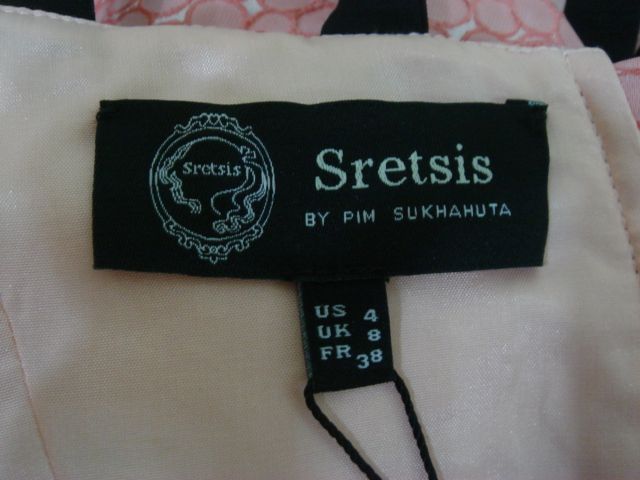 Sretsis
Sretsis
BY PIM SUKHAHUTA
US 4
UK 8
FR 38